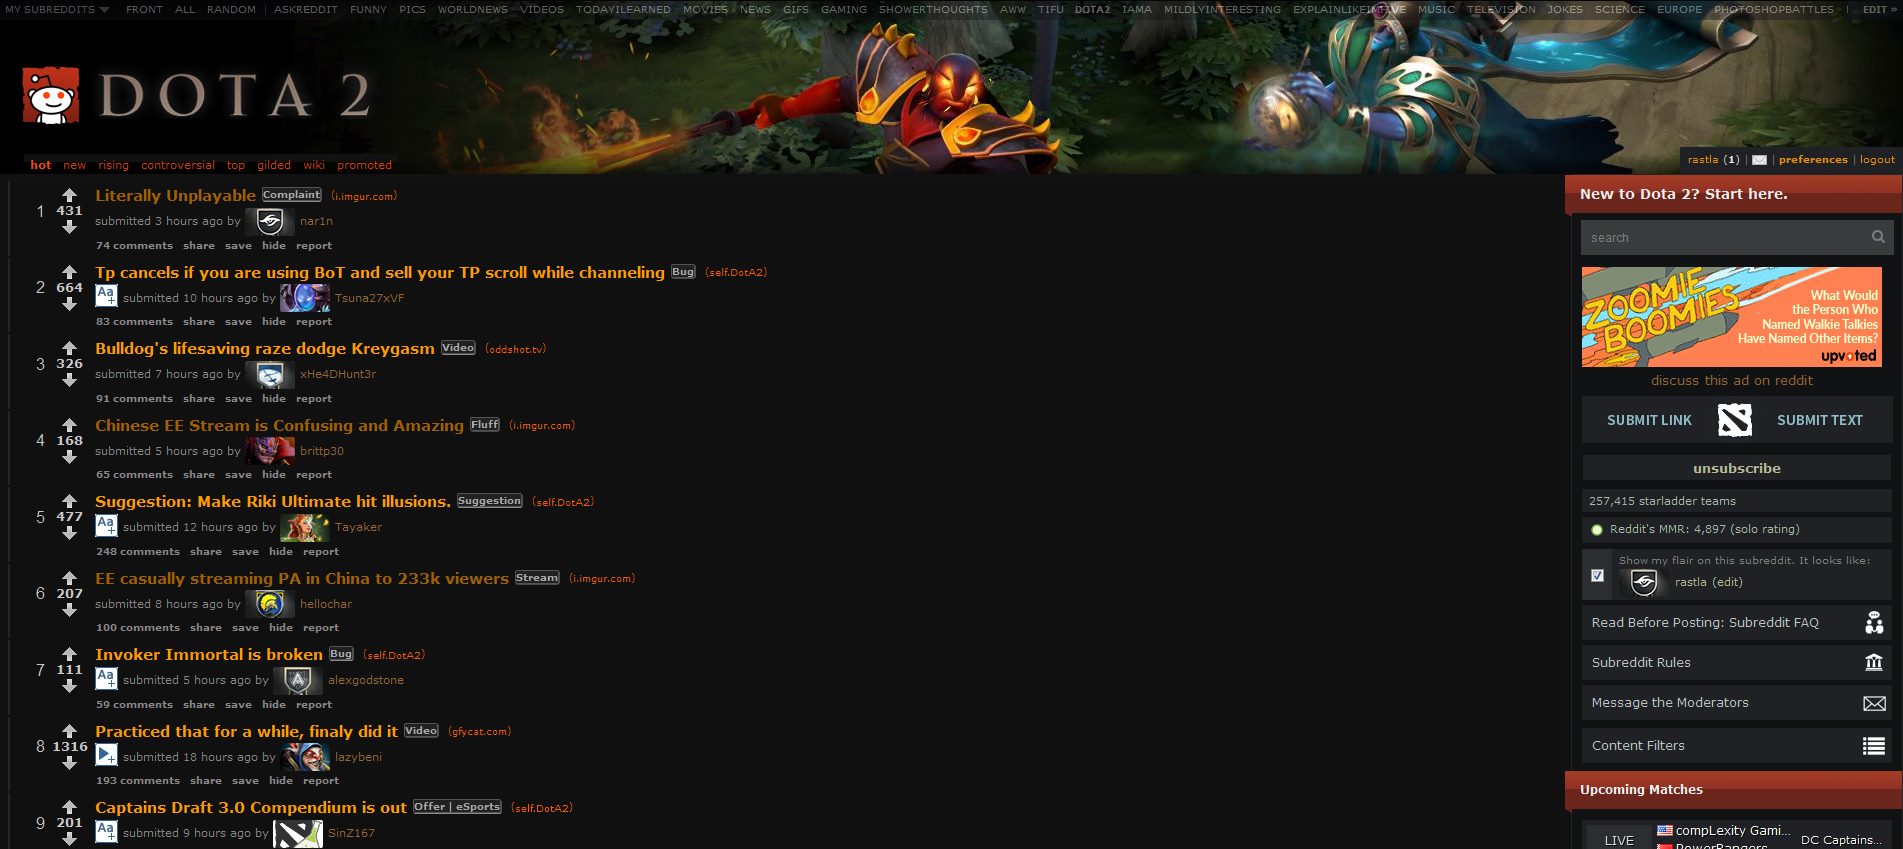 MY SUBREDDITS FRONT ALL RANDOM | ASKREDDIT FUNNY PICS WORLDNEWS VIDEOS TODAYILEARNED MOVIES NEWS GIFS GAMING SHOWERTHOUGHTS AWW TIFU DOTA2 IAMA MILDLYINTERESTING EXPLAINLIKEIMFIVE MUSIC TELEVISION JOKES SCIENCE EUROPE PHOTOSHOPBATTLES | EDIT »
DOTA 2
hot new rising controversial top gilded wiki promoted
rastla (1) | | preferences | logout
1
431
Literally Unplayable Complaint (i.imgur.com)
submitted 3 hours ago by nar1n
74 comments share save hide report
2
664
Tp cancels if you are using BoT and sell your TP scroll while channeling Bug (self.DotA2)
Aa+ submitted 10 hours ago by Tsuna27xVF
83 comments share save hide report
3
326
Bulldog's lifesaving raze dodge Kreygasm Video (oddshot.tv)
submitted 7 hours ago by xHe4DHunt3r
91 comments share save hide report
4
168
Chinese EE Stream is Confusing and Amazing Fluff (i.imgur.com)
submitted 5 hours ago by brittp30
65 comments share save hide report
5
477
Suggestion: Make Riki Ultimate hit illusions. Suggestion (self.DotA2)
Aa+ submitted 12 hours ago by Tayaker
248 comments share save hide report
6
207
EE casually streaming PA in China to 233k viewers Stream (i.imgur.com)
submitted 8 hours ago by hellochar
100 comments share save hide report
7
111
Invoker Immortal is broken Bug (self.DotA2)
Aa+ submitted 5 hours ago by alexgodstone
59 comments share save hide report
8
1316
Practiced that for a while, finaly did it Video (gfycat.com)
submitted 18 hours ago by lazybeni
193 comments share save hide report
9
201
Captains Draft 3.0 Compendium is out Offer | eSports (self.DotA2)
Aa+ submitted 9 hours ago by SinZ167
New to Dota 2? Start here.
search
ZOOMIE
BOOMIES
What Would
the Person Who
Named Walkie Talkies
Have Named Other Items?
upvoted
discuss this ad on reddit
SUBMIT LINK SUBMIT TEXT
unsubscribe
257,415 starladder teams
Reddit's MMR: 4,897 (solo rating)
Show my flair on this subreddit. It looks like:
rastla (edit)
Read Before Posting: Subreddit FAQ
Subreddit Rules
Message the Moderators
Content Filters
Upcoming Matches
LIVE compLexity Gami... DC Captains...
PowerRangers